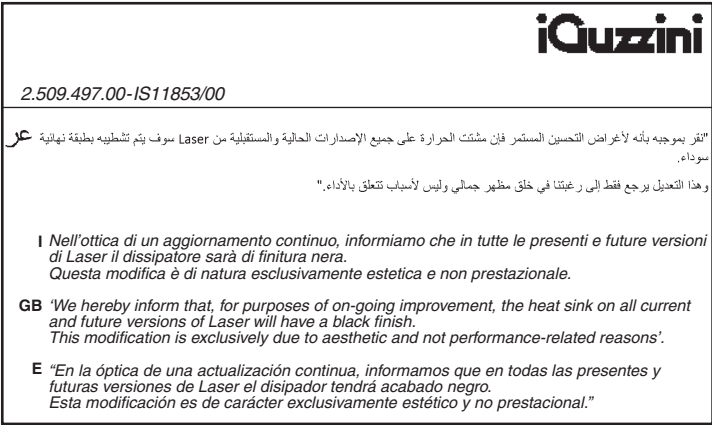 iGuzzini
2.509.497.00-IS11853/00
عر "نقر بموجبه بأنه لأغراض التحسين المستمر فإن مشتت الحرارة على جميع الإصدارات الحالية والمستقبلية من Laser سوف يتم تشطيبه بطبقة نهائية
سوداء.
وهذا التعديل يرجع فقط إلى رغبتنا في خلق مظهر جمالي وليس لأسباب تتعلق بالأداء."
I Nell'ottica di un aggiornamento continuo, informiamo che in tutte le presenti e future versioni
di Laser il dissipatore sarà di finitura nera.
Questa modifica è di natura esclusivamente estetica e non prestazionale.
GB ‘We hereby inform that, for purposes of on-going improvement, the heat sink on all current
and future versions of Laser will have a black finish.
This modification is exclusively due to aesthetic and not performance-related reasons’.
E “En la óptica de una actualización continua, informamos que en todas las presentes y
futuras versiones de Laser el disipador tendrá acabado negro.
Esta modificación es de carácter exclusivamente estético y no prestacional.”